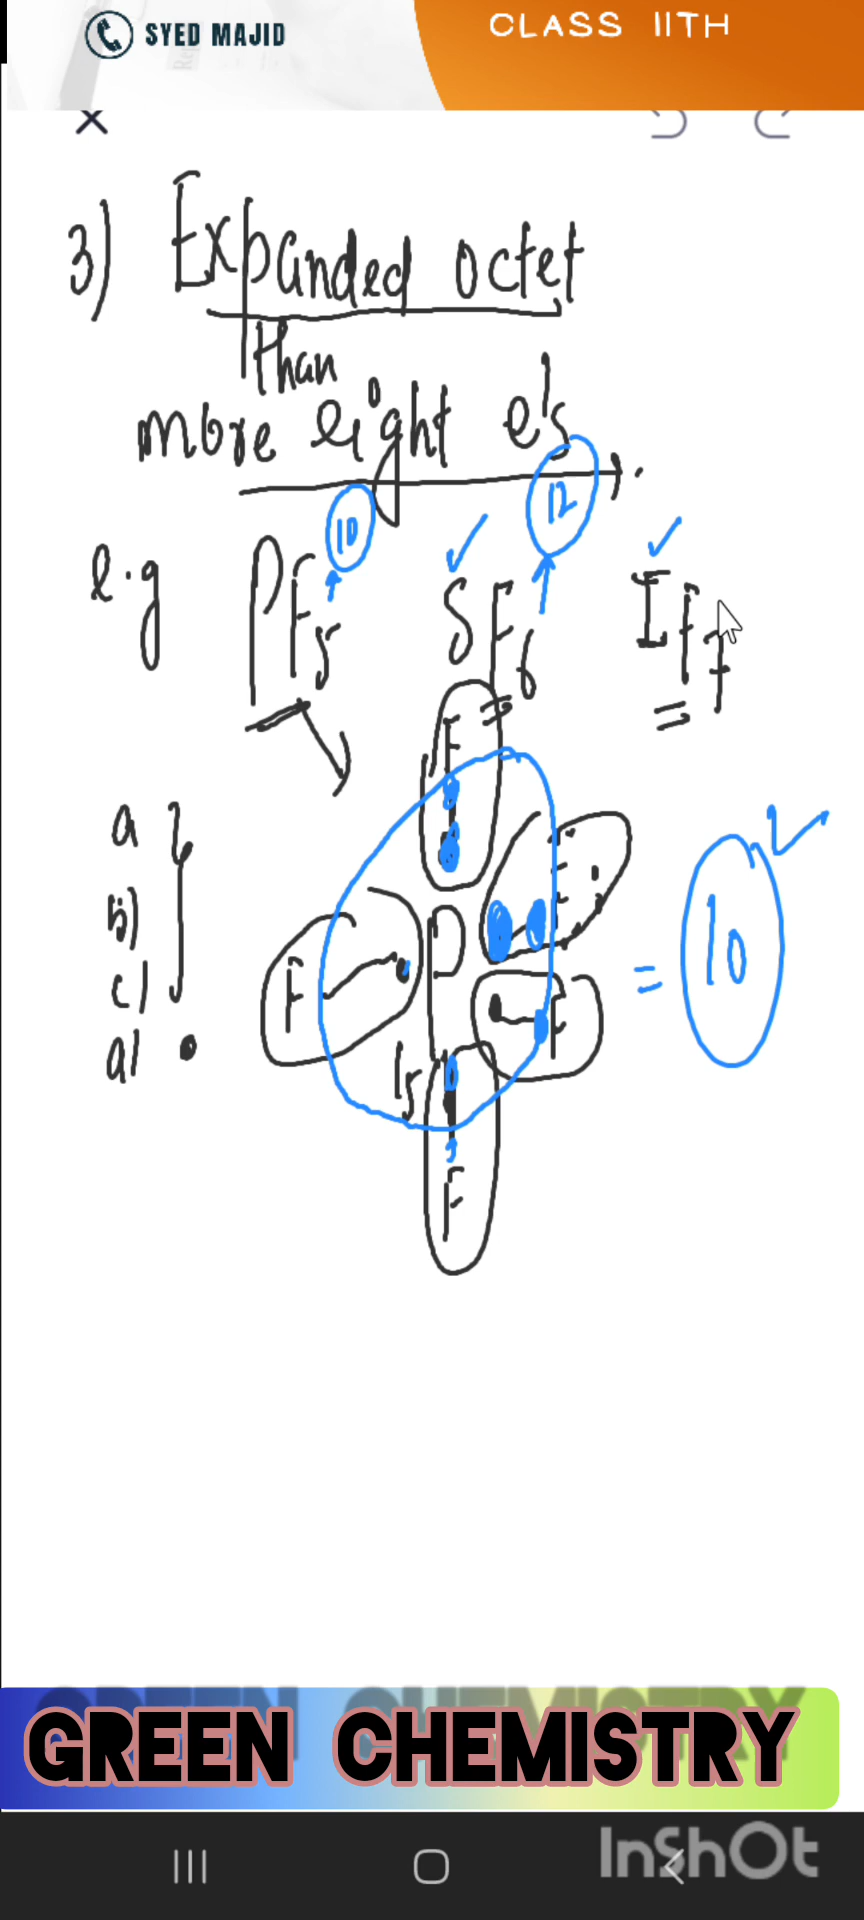 SYED MAJID
CLASS 11TH
3) Expanded octet
than
more eight e's
10 12
e.g PF5 SF6 IF7
a
b)
c)
F
F
F P F = 10
15
F
GREEN CHEMISTRY
InShOt